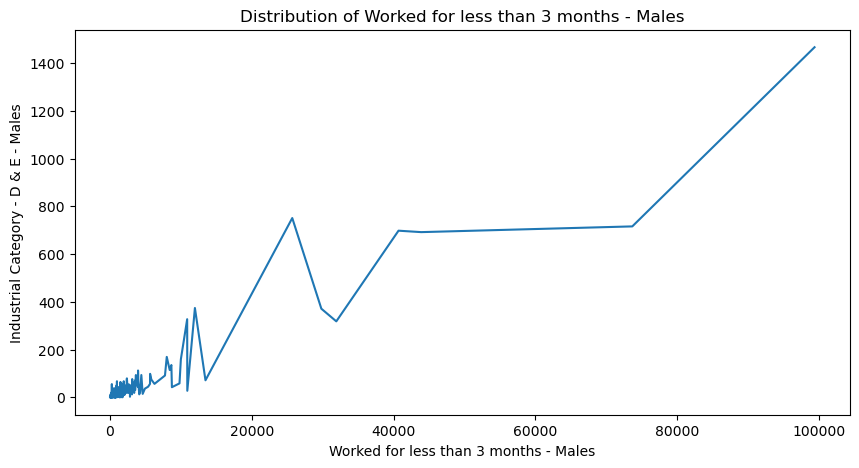 Distribution of Worked for less than 3 months - Males
Industrial Category - D & E - Males
1400
1200
1000
800
600
400
200
0
0 20000 40000 60000 80000 100000
Worked for less than 3 months - Males